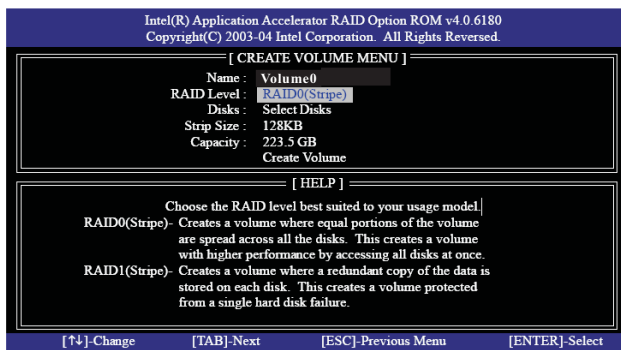 Intel(R) Application Accelerator RAID Option ROM v4.0.6180
Copyright(C) 2003-04 Intel Corporation. All Rights Reserved.
[ CREATE VOLUME MENU ]
Name : Volume0
RAID Level : RAID0(Stripe)
Disks : Select Disks
Strip Size : 128KB
Capacity : 223.5 GB
Create Volume
[ HELP ]
Choose the RAID level best suited to your usage model.
RAID0(Stripe)- Creates a volume where equal portions of the volume
are spread across all the disks. This creates a volume
with higher performance by accessing all disks at once.
RAID1(Stripe)- Creates a volume where a redundant copy of the data is
stored on each disk. This creates a volume protected
from a single hard disk failure.
[↑↓]-Change [TAB]-Next [ESC]-Previous Menu [ENTER]-Select